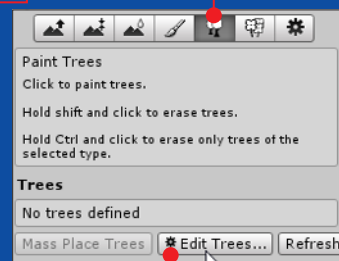 Paint Trees
Click to paint trees.
Hold shift and click to erase trees.
Hold Ctrl and click to erase only trees of the
selected type.
Trees
No trees defined
Mass Place Trees Edit Trees... Refresh